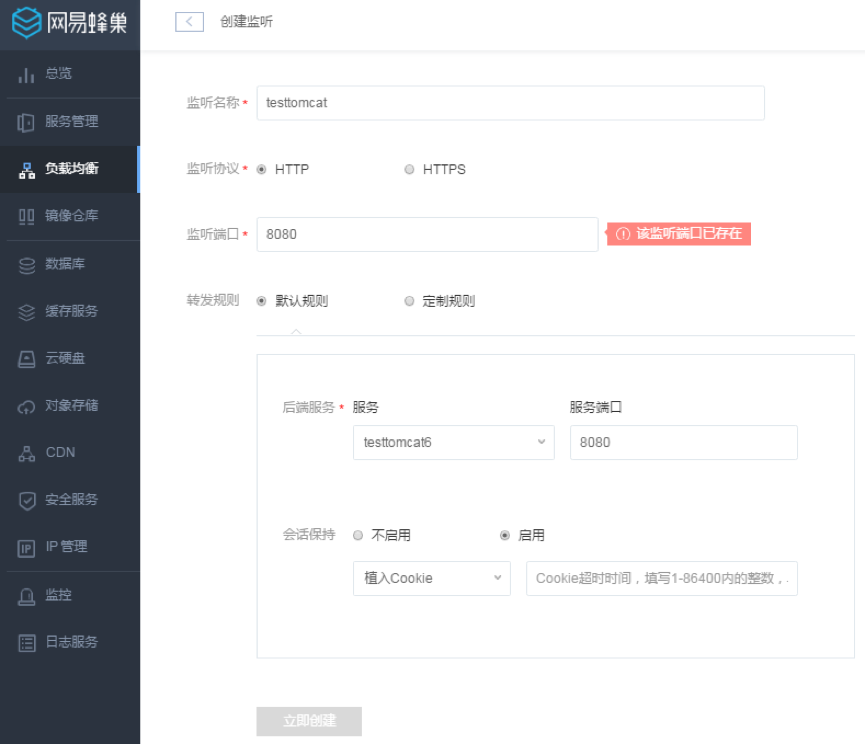 网易蜂巢
创建监听
总览
服务管理
负载均衡
镜像仓库
数据库
缓存服务
云硬盘
对象存储
CDN
安全服务
IP
IP 管理
监控
日志服务
监听名称 *
testtomcat
监听协议 * HTTP HTTPS
监听端口 * 8080 该监听端口已存在
转发规则 默认规则 定制规则
后端服务 * 服务 服务端口
testtomcat6 8080
会话保持 不启用 启用
植入Cookie Cookie超时时间，填写1-86400内的整数，
立即创建